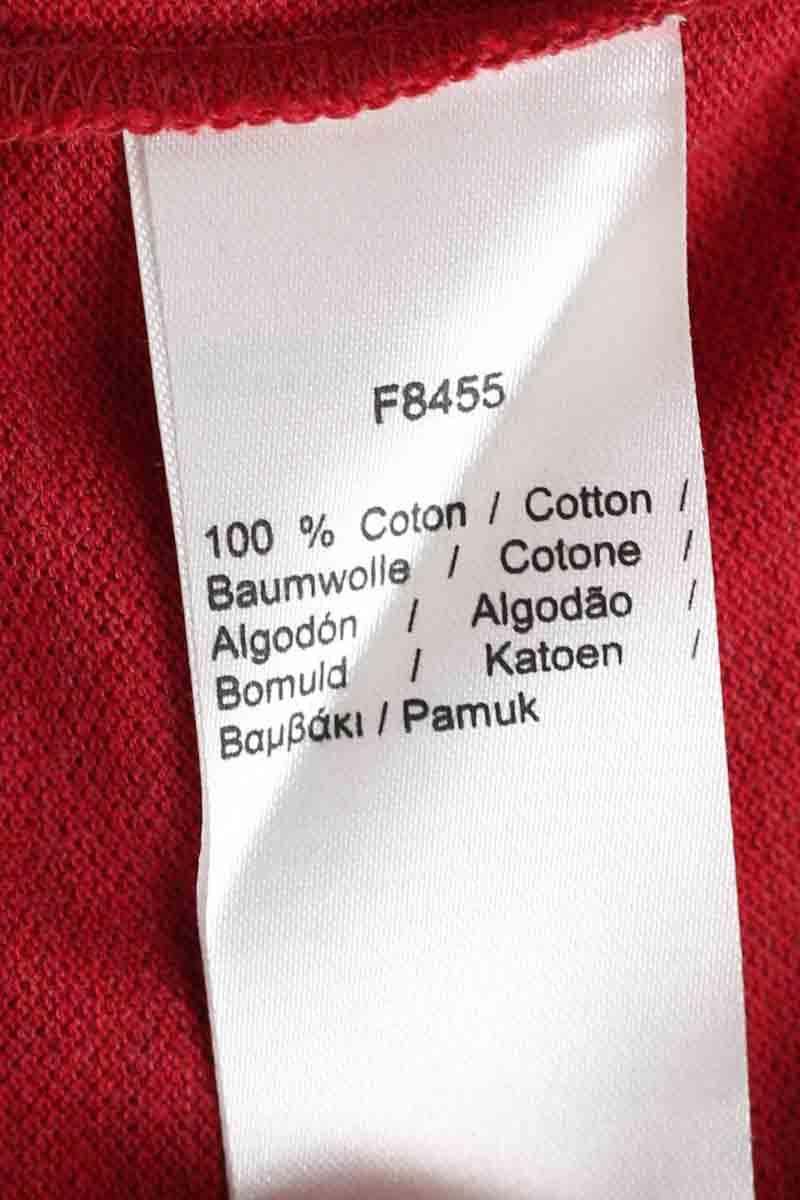 F8455
100 % Coton / Cotton /
Baumwolle / Cotone /
Algodón / Algodão /
Bomuld / Katoen /
Βαμβάκι / Pamuk